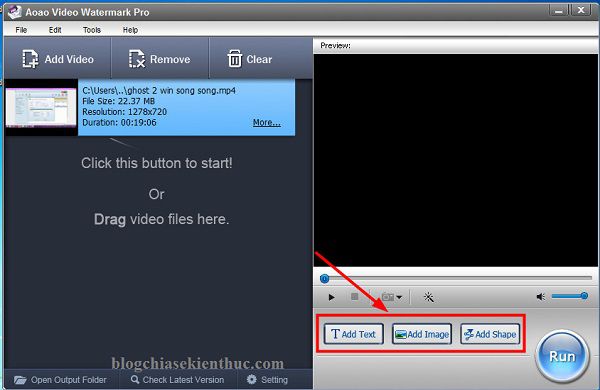 Aoao Video Watermark Pro
File Edit Tools Help
Add Video Remove Clear
Preview:
C:\Users\..\ghost 2 win song song.mp4
File Size: 22.37 MB
Resolution: 1278x720
Duration: 00:19:06 More...
Click this button to start!
Or
Drag video files here.
Add Text Add Image Add Shape
Run
blogchiasekienthuc.com
Open Output Folder Check Latest Version Setting